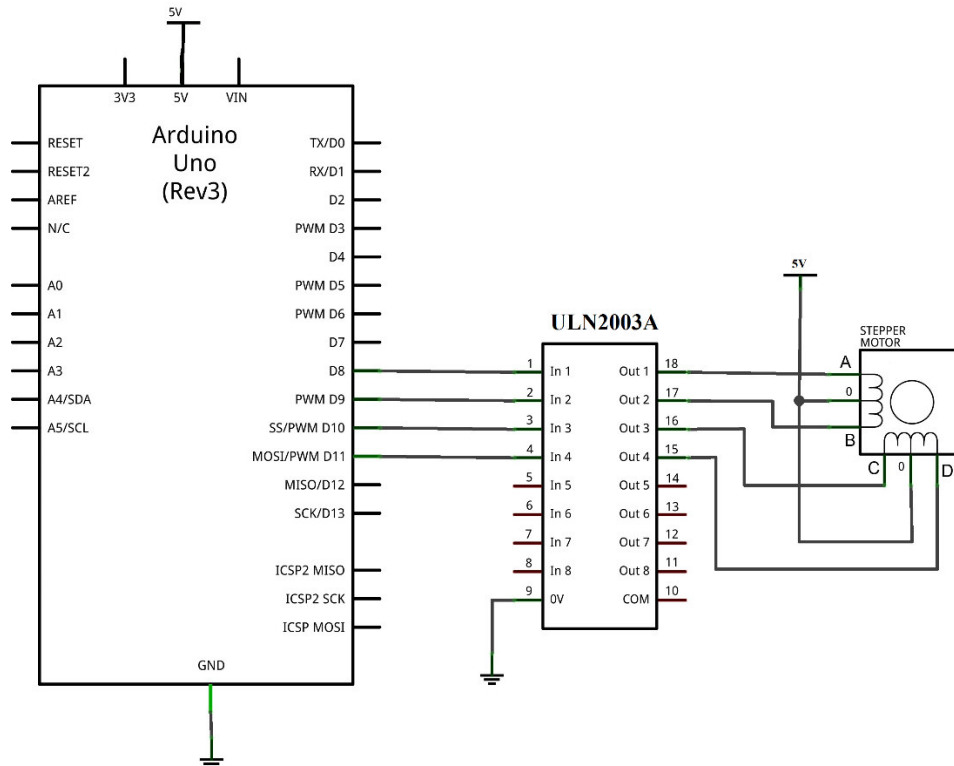 5V
3V3 5V VIN
Arduino
Uno
(Rev3)
RESET
RESET2
AREF
N/C
A0
A1
A2
A3
A4/SDA
A5/SCL
TX/D0
RX/D1
D2
PWM D3
D4
PWM D5
PWM D6
D7
D8
PWM D9
SS/PWM D10
MOSI/PWM D11
MISO/D12
SCK/D13
ICSP2 MISO
ICSP2 SCK
ICSP MOSI
GND
ULN2003A
1 In 1 Out 1 18
2 In 2 Out 2 17
3 In 3 Out 3 16
4 In 4 Out 4 15
5 In 5 Out 5 14
6 In 6 Out 6 13
7 In 7 Out 7 12
8 In 8 Out 8 11
9 0V COM 10
5V
STEPPER
MOTOR
A
0
B
C 0 D